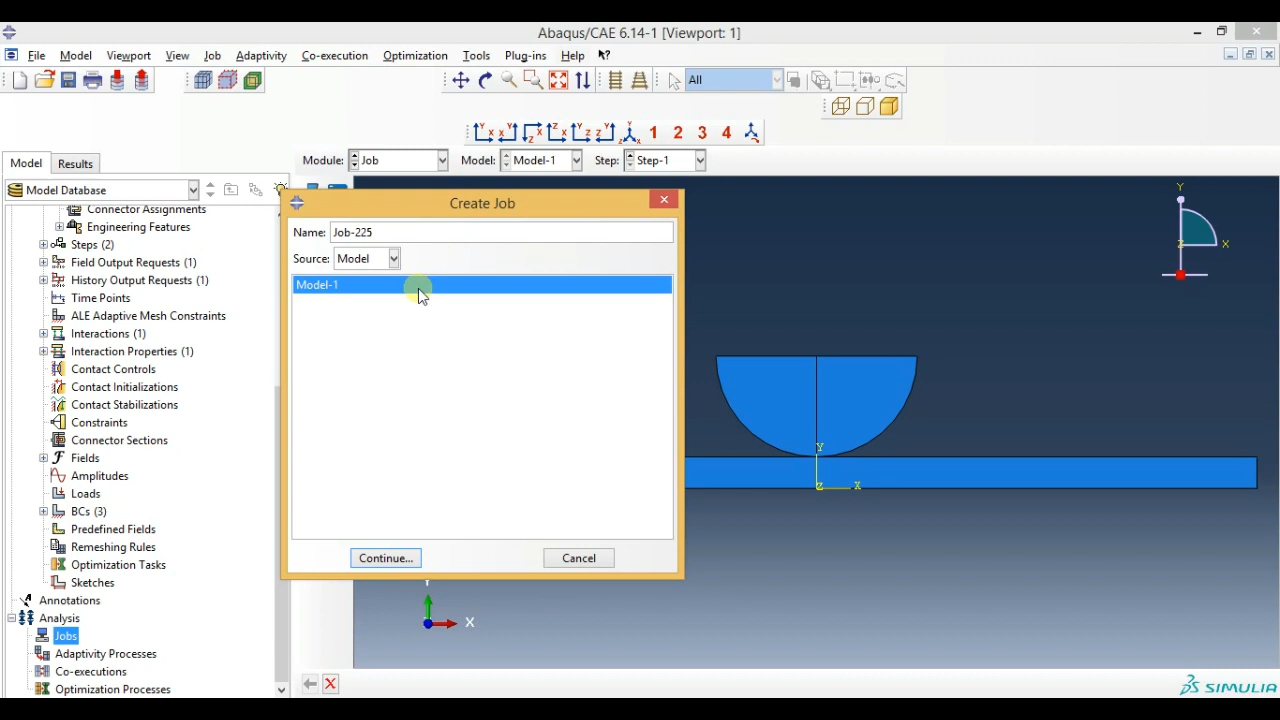 Abaqus/CAE 6.14-1 [Viewport: 1]
File Model Viewport View Job Adaptivity Co-execution Optimization Tools Plug-ins Help
All
1 2 3 4
Model Results
Module: Job Model: Model-1 Step: Step-1
Model Database
Connector Assignments
Engineering Features
Steps (2)
Field Output Requests (1)
History Output Requests (1)
Time Points
ALE Adaptive Mesh Constraints
Interactions (1)
Interaction Properties (1)
Contact Controls
Contact Initializations
Contact Stabilizations
Constraints
Connector Sections
Fields
Amplitudes
Loads
BCs (3)
Predefined Fields
Remeshing Rules
Optimization Tasks
Sketches
Annotations
Analysis
Jobs
Adaptivity Processes
Co-executions
Optimization Processes
Create Job
Name: Job-225
Source: Model
Model-1
Continue... Cancel
Y
Z X
Y
Z X
X
SIMULIA